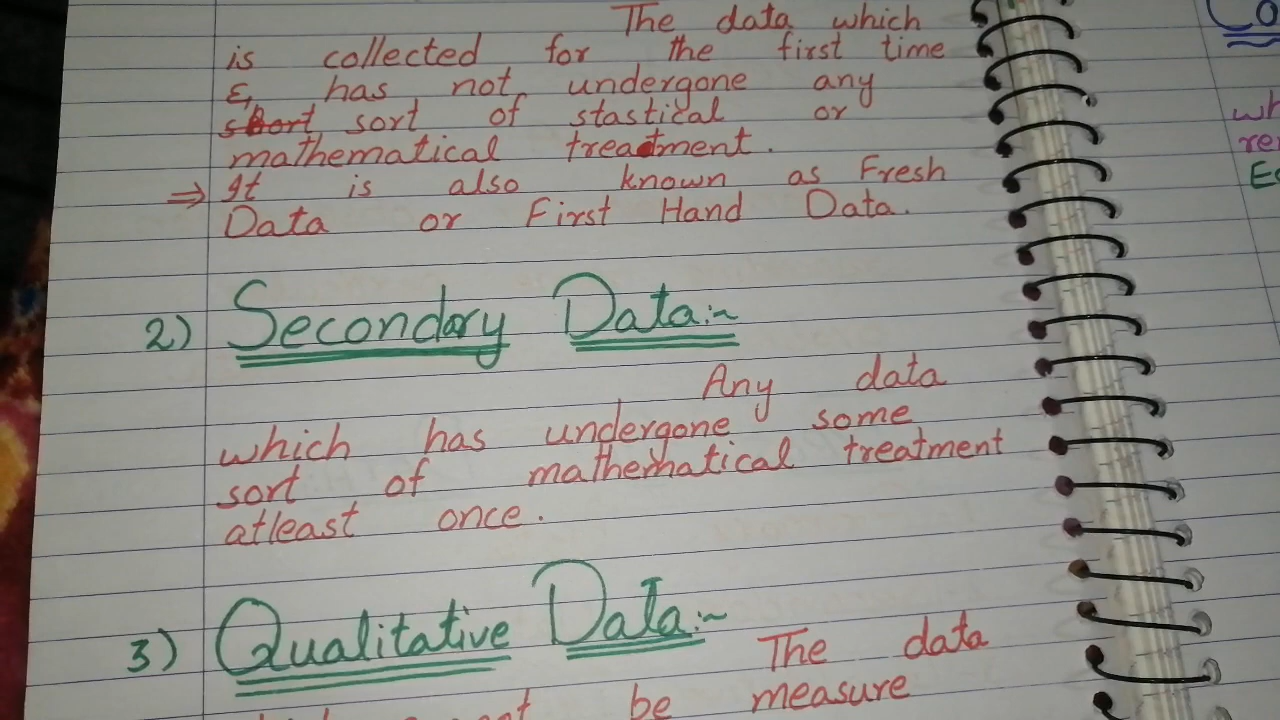 The data which
is collected for the first time
& has not undergone any
short sort of stastical or
mathematical treatment.
⇒ It is also known as Fresh
Data or First Hand Data.
2) Secondary Data:~
Any data
which has undergone some
sort of mathematical treatment
atleast once.
3) Qualitative Data:~
The data
be measure